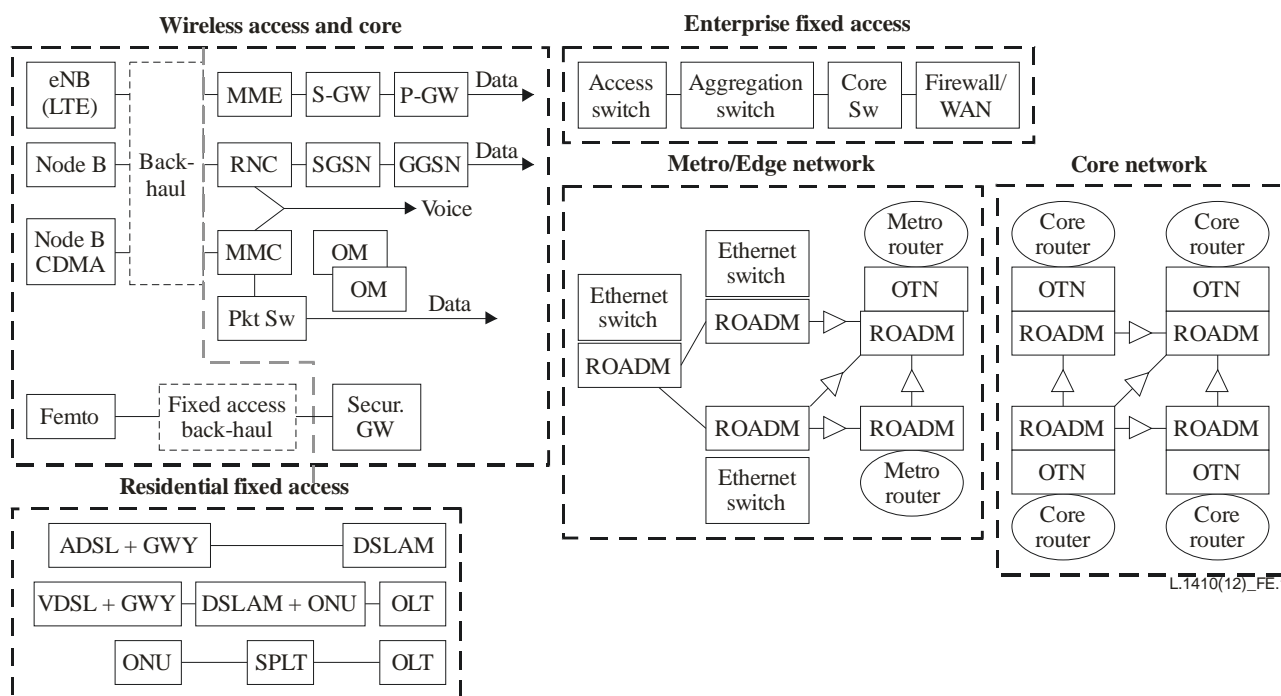 Wireless access and core
eNB
(LTE)
Node B
Node B
CDMA
Back-
haul
MME
S-GW
P-GW
Data
RNC
SGSN
GGSN
Data
Voice
MMC
OM
OM
Pkt Sw
Data
Femto
Fixed access
back-haul
Secur.
GW
Residential fixed access
ADSL + GWY
DSLAM
VDSL + GWY
DSLAM + ONU
OLT
ONU
SPLT
OLT
Enterprise fixed access
Access
switch
Aggregation
switch
Core
Sw
Firewall/
WAN
Metro/Edge network
Ethernet
switch
ROADM
Ethernet
switch
ROADM
Metro
router
OTN
ROADM
ROADM
Ethernet
switch
ROADM
Metro
router
Core network
Core
router
OTN
ROADM
Core
router
OTN
ROADM
ROADM
OTN
Core
router
ROADM
OTN
Core
router
L.1410(12)_FE.